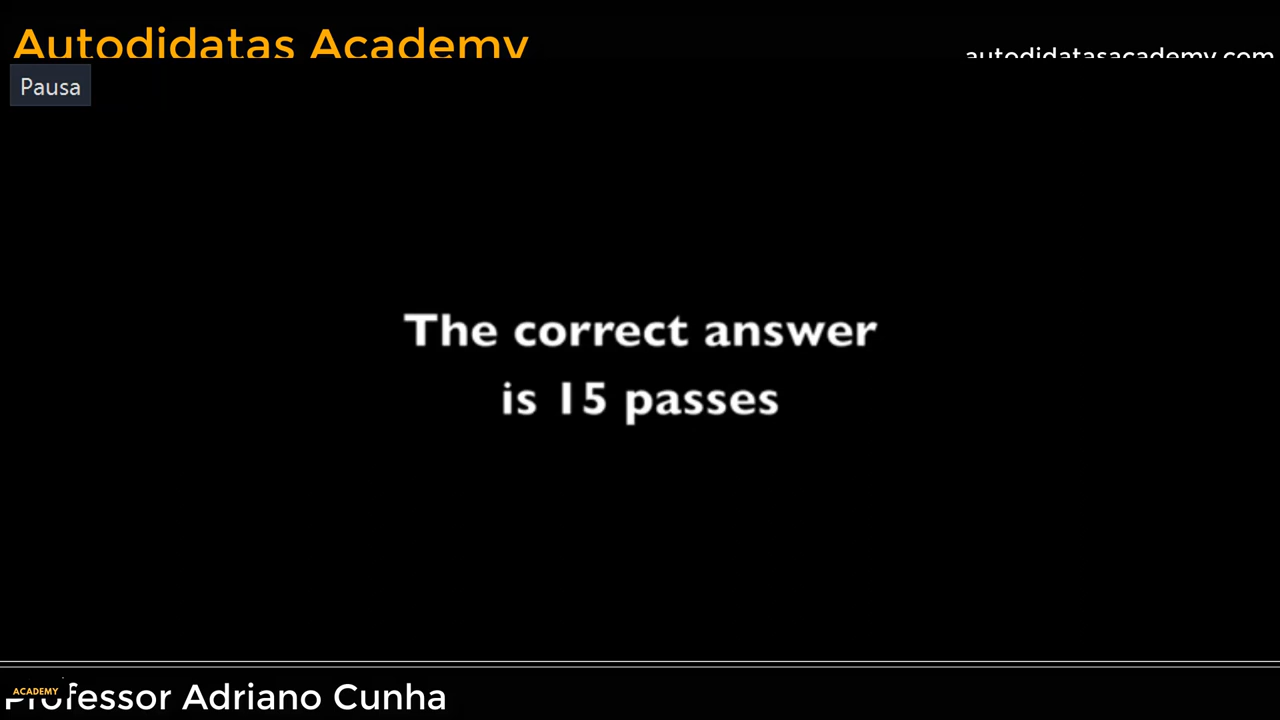 Autodidatas Academy
autodidatasacademy.com
Pausa
The correct answer
is 15 passes
ACADEMY
Professor Adriano Cunha